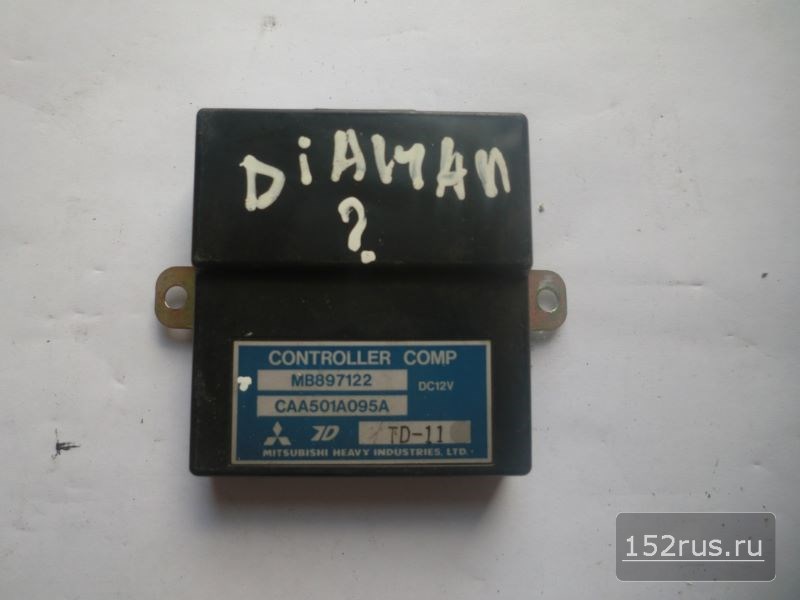 DiAMAN
?
CONTROLLER COMP
MB897122 DC12V
CAA501A095A
TD-11
MITSUBISHI HEAVY INDUSTRIES, LTD.
152rus.ru